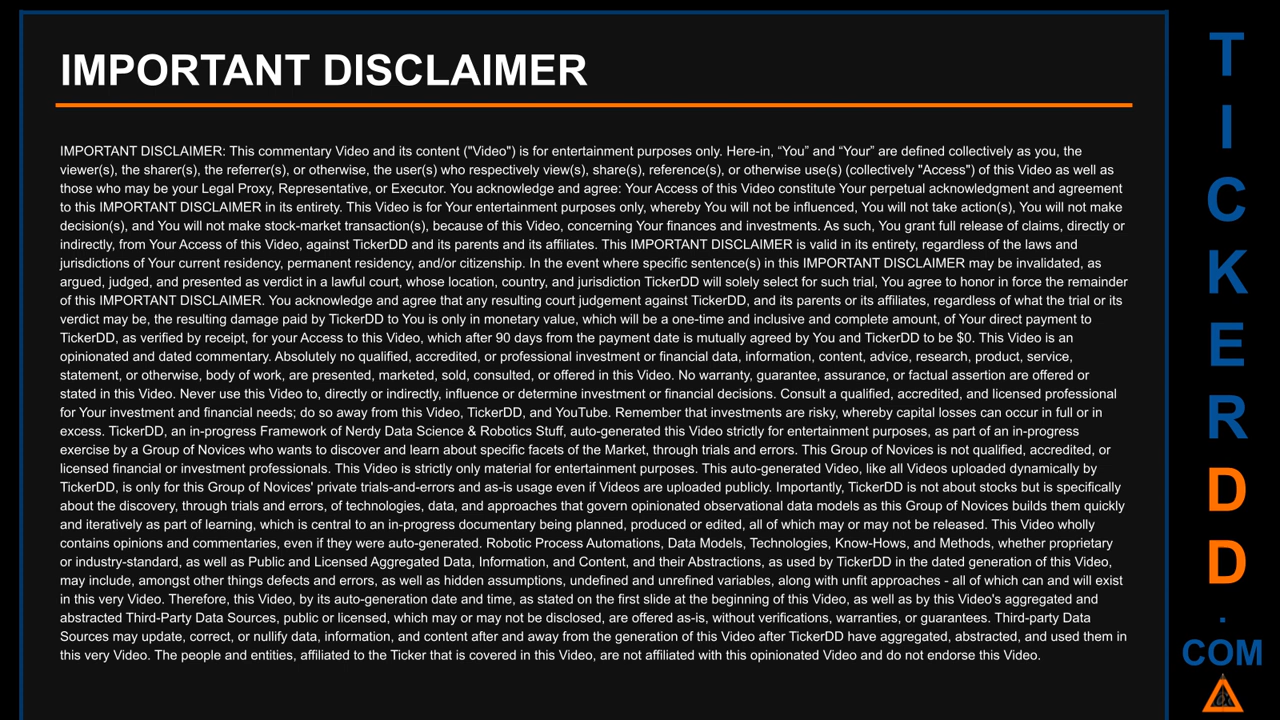 IMPORTANT DISCLAIMER
IMPORTANT DISCLAIMER: This commentary Video and its content ("Video") is for entertainment purposes only. Here-in, “You” and “Your” are defined collectively as you, the
viewer(s), the sharer(s), the referrer(s), or otherwise, the user(s) who respectively view(s), share(s), reference(s), or otherwise use(s) (collectively "Access") of this Video as well as
those who may be your Legal Proxy, Representative, or Executor. You acknowledge and agree: Your Access of this Video constitute Your perpetual acknowledgment and agreement
to this IMPORTANT DISCLAIMER in its entirety. This Video is for Your entertainment purposes only, whereby You will not be influenced, You will not take action(s), You will not make
decision(s), and You will not make stock-market transaction(s), because of this Video, concerning Your finances and investments. As such, You grant full release of claims, directly or
indirectly, from Your Access of this Video, against TickerDD and its parents and its affiliates. This IMPORTANT DISCLAIMER is valid in its entirety, regardless of the laws and
jurisdictions of Your current residency, permanent residency, and/or citizenship. In the event where specific sentence(s) in this IMPORTANT DISCLAIMER may be invalidated, as
argued, judged, and presented as verdict in a lawful court, whose location, country, and jurisdiction TickerDD will solely select for such trial, You agree to honor in force the remainder
of this IMPORTANT DISCLAIMER. You acknowledge and agree that any resulting court judgement against TickerDD, and its parents or its affiliates, regardless of what the trial or its
verdict may be, the resulting damage paid by TickerDD to You is only in monetary value, which will be a one-time and inclusive and complete amount, of Your direct payment to
TickerDD, as verified by receipt, for your Access to this Video, which after 90 days from the payment date is mutually agreed by You and TickerDD to be $0. This Video is an
opinionated and dated commentary. Absolutely no qualified, accredited, or professional investment or financial data, information, content, advice, research, product, service,
statement, or otherwise, body of work, are presented, marketed, sold, consulted, or offered in this Video. No warranty, guarantee, assurance, or factual assertion are offered or
stated in this Video. Never use this Video to, directly or indirectly, influence or determine investment or financial decisions. Consult a qualified, accredited, and licensed professional
for Your investment and financial needs; do so away from this Video, TickerDD, and YouTube. Remember that investments are risky, whereby capital losses can occur in full or in
excess. TickerDD, an in-progress Framework of Nerdy Data Science & Robotics Stuff, auto-generated this Video strictly for entertainment purposes, as part of an in-progress
exercise by a Group of Novices who wants to discover and learn about specific facets of the Market, through trials and errors. This Group of Novices is not qualified, accredited, or
licensed financial or investment professionals. This Video is strictly only material for entertainment purposes. This auto-generated Video, like all Videos uploaded dynamically by
TickerDD, is only for this Group of Novices' private trials-and-errors and as-is usage even if Videos are uploaded publicly. Importantly, TickerDD is not about stocks but is specifically
about the discovery, through trials and errors, of technologies, data, and approaches that govern opinionated observational data models as this Group of Novices builds them quickly
and iteratively as part of learning, which is central to an in-progress documentary being planned, produced or edited, all of which may or may not be released. This Video wholly
contains opinions and commentaries, even if they were auto-generated. Robotic Process Automations, Data Models, Technologies, Know-Hows, and Methods, whether proprietary
or industry-standard, as well as Public and Licensed Aggregated Data, Information, and Content, and their Abstractions, as used by TickerDD in the dated generation of this Video,
may include, amongst other things defects and errors, as well as hidden assumptions, undefined and unrefined variables, along with unfit approaches - all of which can and will exist
in this very Video. Therefore, this Video, by its auto-generation date and time, as stated on the first slide at the beginning of this Video, as well as by this Video's aggregated and
abstracted Third-Party Data Sources, public or licensed, which may or may not be disclosed, are offered as-is, without verifications, warranties, or guarantees. Third-party Data
Sources may update, correct, or nullify data, information, and content after and away from the generation of this Video after TickerDD have aggregated, abstracted, and used them in
this very Video. The people and entities, affiliated to the Ticker that is covered in this Video, are not affiliated with this opinionated Video and do not endorse this Video.
T
I
C
K
E
R
D
D
.
COM